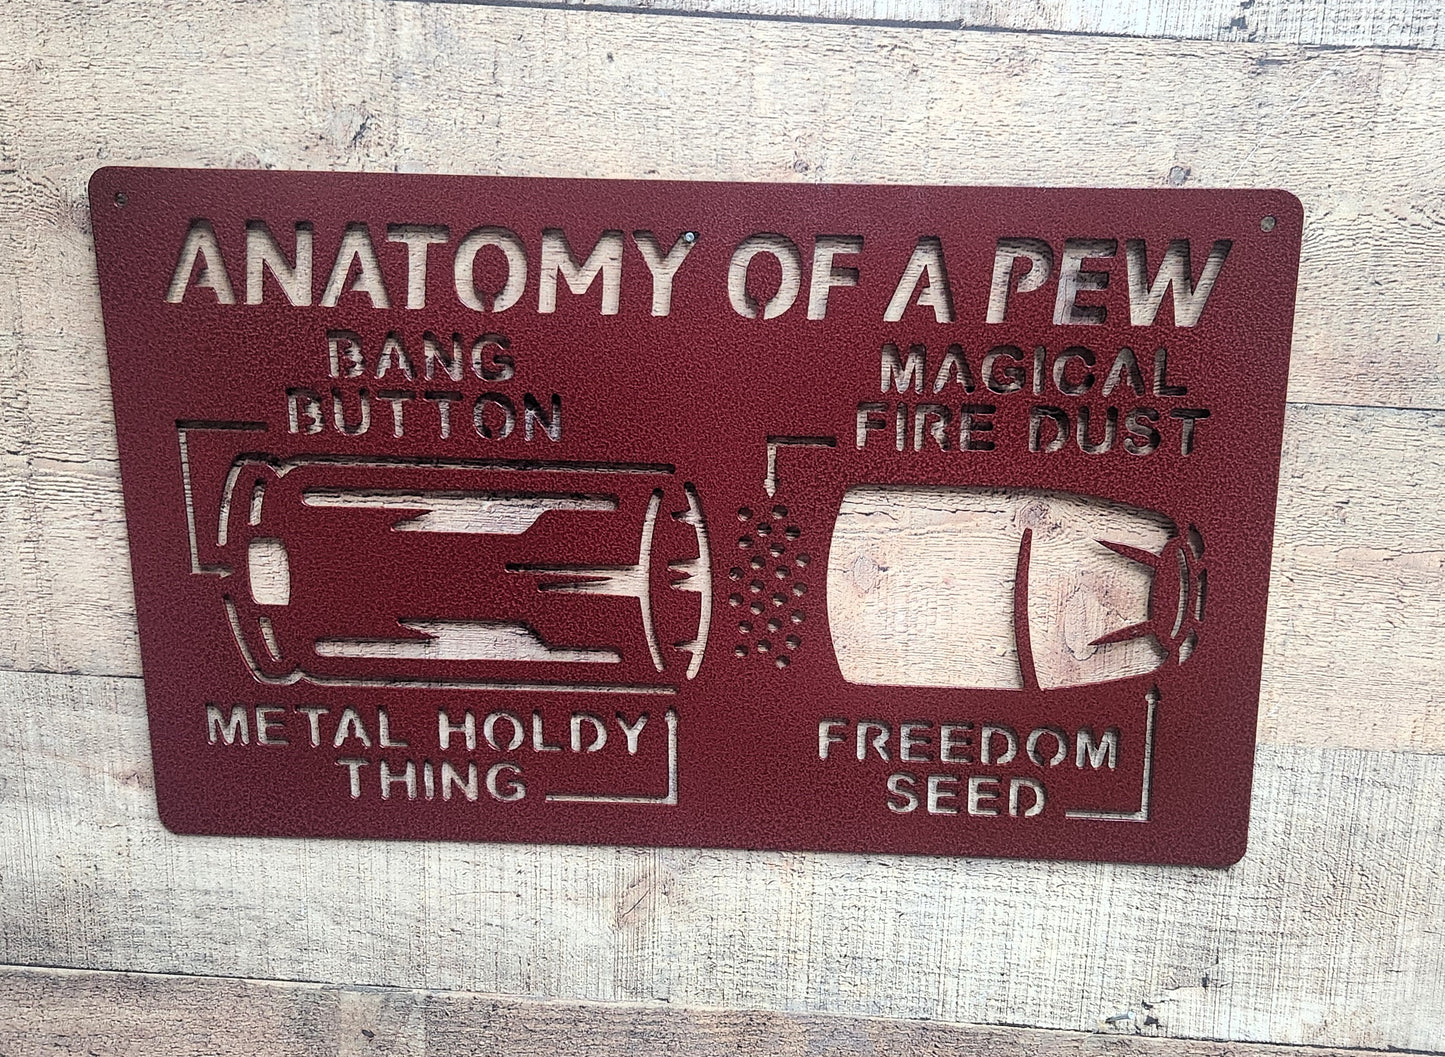 ANATOMY OF A PEW
BANG
BUTTON
MAGICAL
FIRE DUST
METAL HOLDY
THING
FREEDOM
SEED